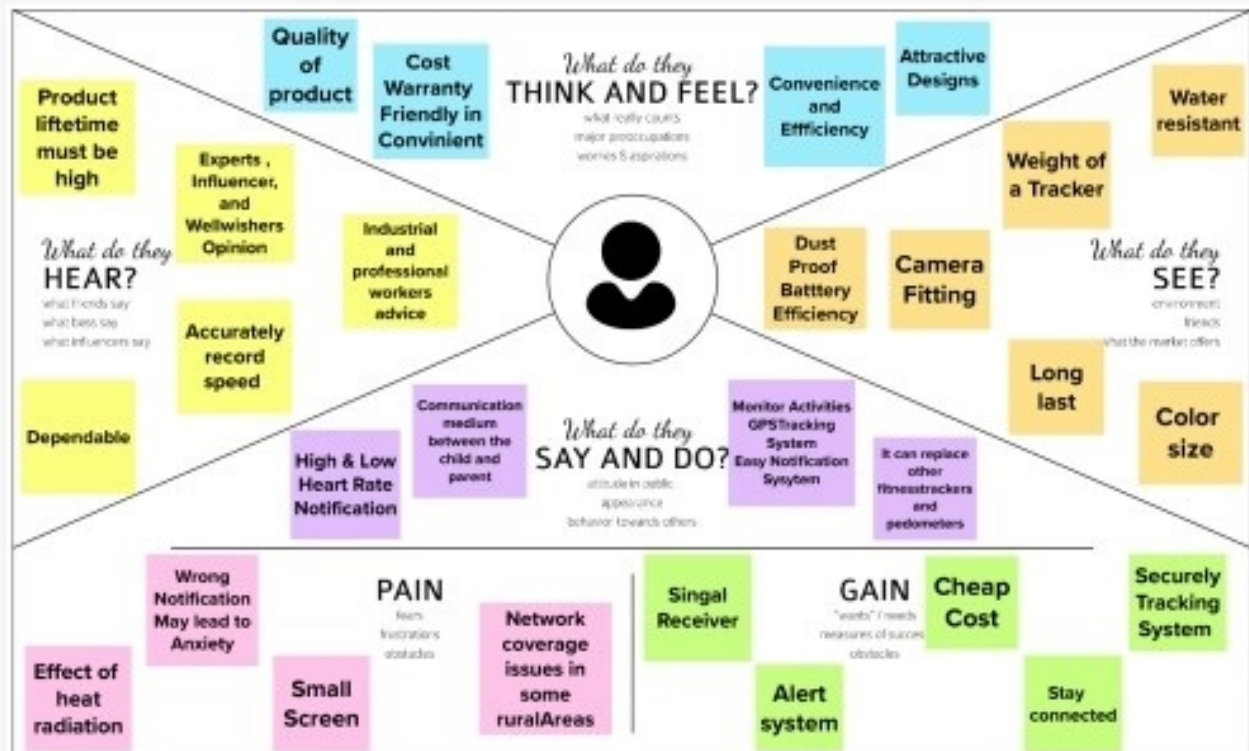 Quality
of
product
Cost
Warranty
Friendly in
Convinient
What do they
THINK AND FEEL?
what really counts
major preoccupations
worries & aspirations
Convenience
and
Effficiency
Attractive
Designs
Product
liftetime
must be
high
Experts ,
Influencer,
and
Wellwishers
Opinion
Industrial
and
professional
workers
advice
What do they
HEAR?
what friends say
what boss say
what influencers say
Accurately
record
speed
Dependable
Water
resistant
Weight of
a Tracker
Dust
Proof
Batttery
Efficiency
Camera
Fitting
What do they
SEE?
environment
friends
what the market offers
Long
last
Color
size
High & Low
Heart Rate
Notification
Communication
medium
between the
child and
parent
What do they
SAY AND DO?
attitude in public
appearance
behavior towards others
Monitor Activities
GPSTracking
System
Easy Notification
Sysytem
It can replace
other
fitnesstrackers
and
pedometers
PAIN
fears
frustrations
obstacles
Effect of
heat
radiation
Wrong
Notification
May lead to
Anxiety
Small
Screen
Network
coverage
issues in
some
ruralAreas
GAIN
"wants" / needs
measures of succes
obstacles
Singal
Receiver
Alert
system
Cheap
Cost
Stay
connected
Securely
Tracking
System